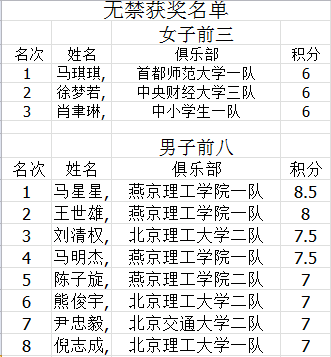 无禁获奖名单
女子前三
名次 姓名 俱乐部 积分
1 马琪琪, 首都师范大学一队 6
2 徐梦若, 中央财经大学三队 6
3 肖聿琳, 中小学生一队 6
男子前八
名次 姓名 俱乐部 积分
1 马星星, 燕京理工学院一队 8.5
2 王世雄, 燕京理工学院一队 8
3 刘清权, 北京理工大学二队 7.5
4 马明杰, 燕京理工学院一队 7.5
5 陈子旋, 燕京理工学院二队 7
6 熊俊宇, 北京理工大学二队 7
7 尹忠毅, 北京交通大学二队 7
8 倪志成, 北京理工大学一队 7